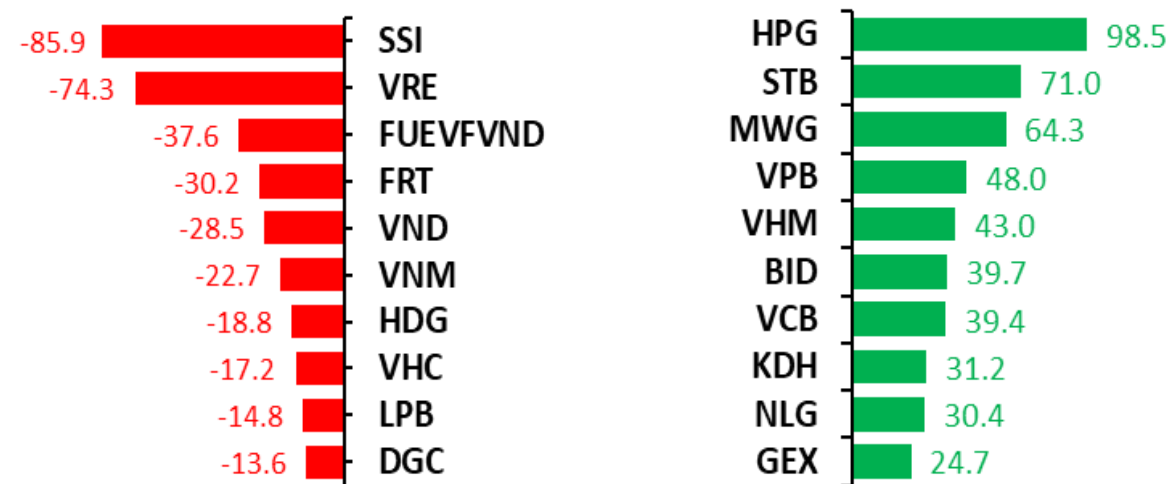 -85.9 SSI HPG 98.5
-74.3 VRE STB 71.0
-37.6 FUEVFVND MWG 64.3
-30.2 FRT VPB 48.0
-28.5 VND VHM 43.0
-22.7 VNM BID 39.7
-18.8 HDG VCB 39.4
-17.2 VHC KDH 31.2
-14.8 LPB NLG 30.4
-13.6 DGC GEX 24.7